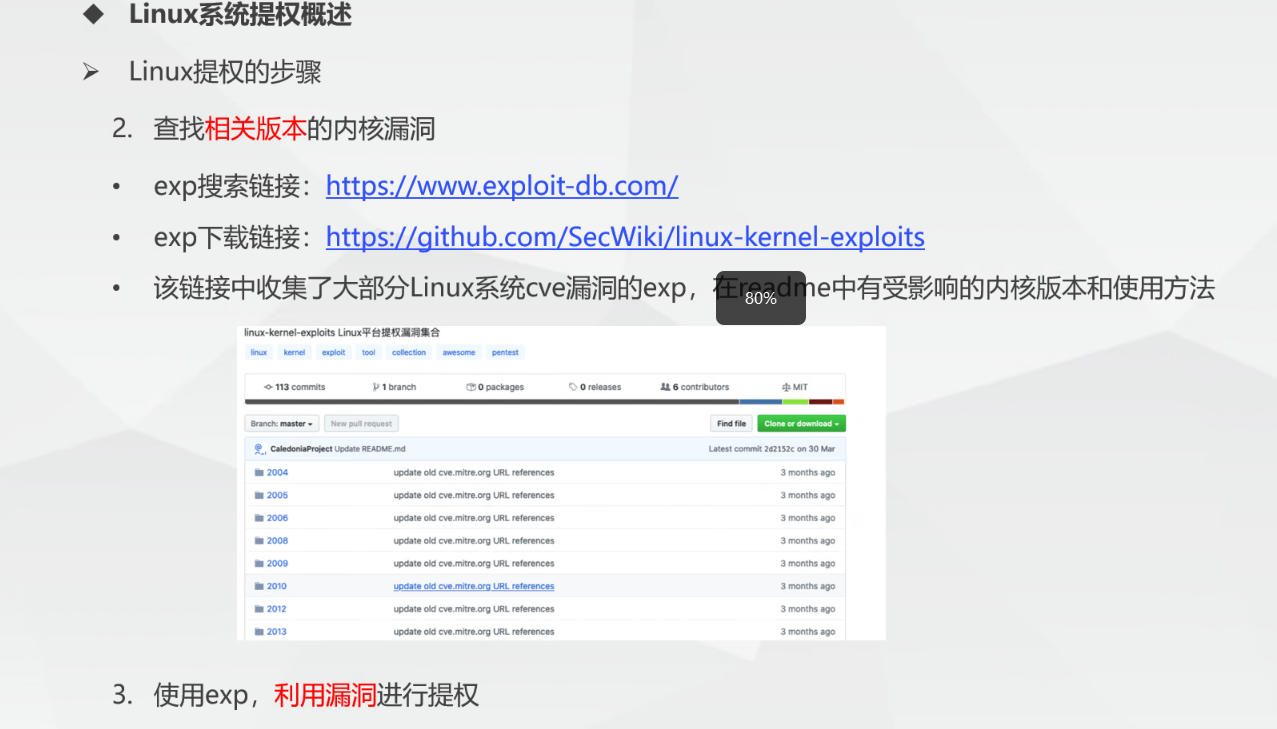 ◆ Linux系统提权概述
➢ Linux提权的步骤
2. 查找相关版本的内核漏洞
• exp搜索链接：https://www.exploit-db.com/
• exp下载链接：https://github.com/SecWiki/linux-kernel-exploits
• 该链接中收集了大部分Linux系统cve漏洞的exp，在readme中有受影响的内核版本和使用方法
80%
linux-kernel-exploits Linux平台提权漏洞集合
linux kernel exploit tool collection awesome pentest
113 commits 1 branch 0 packages 0 releases 6 contributors MIT
Branch: master New pull request Find file Clone or download
CaledoniaProject Update README.md Latest commit 2d2152c on 30 Mar
2004 update old cve.mitre.org URL references 3 months ago
2005 update old cve.mitre.org URL references 3 months ago
2006 update old cve.mitre.org URL references 3 months ago
2008 update old cve.mitre.org URL references 3 months ago
2009 update old cve.mitre.org URL references 3 months ago
2010 update old cve.mitre.org URL references 3 months ago
2012 update old cve.mitre.org URL references 3 months ago
2013 update old cve.mitre.org URL references 3 months ago
3. 使用exp，利用漏洞进行提权